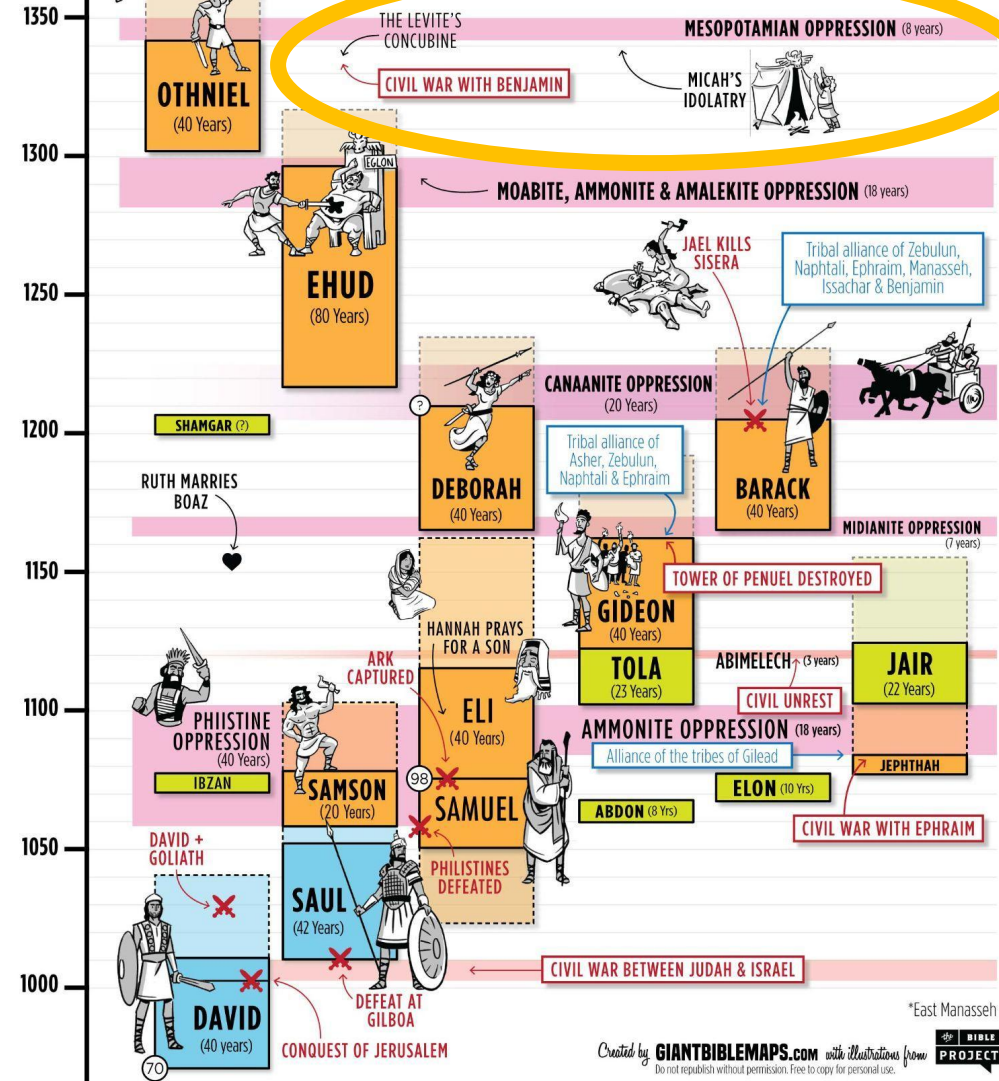 1350
THE LEVITE'S
CONCUBINE
MESOPOTAMIAN OPPRESSION (8 years)
CIVIL WAR WITH BENJAMIN
MICAH'S
IDOLATRY
OTHNIEL
(40 Years)
1300
EGLON
MOABITE, AMMONITE & AMALEKITE OPPRESSION (18 years)
JAEL KILLS
SISERA
Tribal alliance of Zebulun,
Naphtali, Ephraim, Manasseh,
Issachar & Benjamin
EHUD
(80 Years)
1250
CANAANITE OPPRESSION
(20 Years)
?
1200
SHAMGAR (?)
Tribal alliance of
Asher, Zebulun,
Naphtali & Ephraim
RUTH MARRIES
BOAZ
DEBORAH
(40 Years)
BARACK
(40 Years)
MIDIANITE OPPRESSION
(7 years)
1150
TOWER OF PENUEL DESTROYED
GIDEON
(40 Years)
HANNAH PRAYS
FOR A SON
ARK
CAPTURED
TOLA
(23 Years)
ABIMELECH (3 years)
CIVIL UNREST
JAIR
(22 Years)
1100
ELI
(40 Years)
PHIISTINE
OPPRESSION
(40 Years)
AMMONITE OPPRESSION (18 years)
Alliance of the tribes of Gilead
JEPHTHAH
IBZAN
SAMSON
(20 Years)
98
SAMUEL
ELON (10 Yrs)
ABDON (8 Yrs)
CIVIL WAR WITH EPHRAIM
1050
DAVID +
GOLIATH
PHILISTINES
DEFEATED
SAUL
(42 Years)
1000
CIVIL WAR BETWEEN JUDAH & ISRAEL
DEFEAT AT
GILBOA
*East Manasseh
DAVID
(40 years)
CONQUEST OF JERUSALEM
70
Created by GIANTBIBLEMAPS.COM with illustrations from BIBLE PROJECT
Do not republish without permission. Free to copy for personal use.